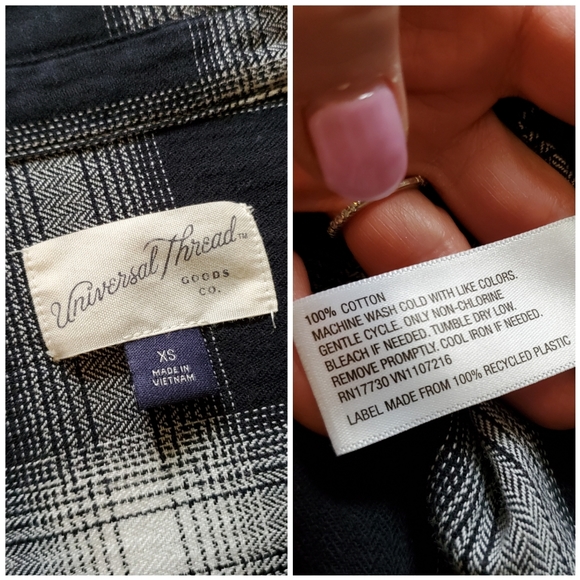 Universal Thread™
GOODS
CO.
XS
MADE IN
VIETNAM
100% COTTON
MACHINE WASH COLD WITH LIKE COLORS.
GENTLE CYCLE. ONLY NON-CHLORINE
BLEACH IF NEEDED. TUMBLE DRY LOW.
REMOVE PROMPTLY. COOL IRON IF NEEDED.
RN17730 VN1107216
LABEL MADE FROM 100% RECYCLED PLASTIC